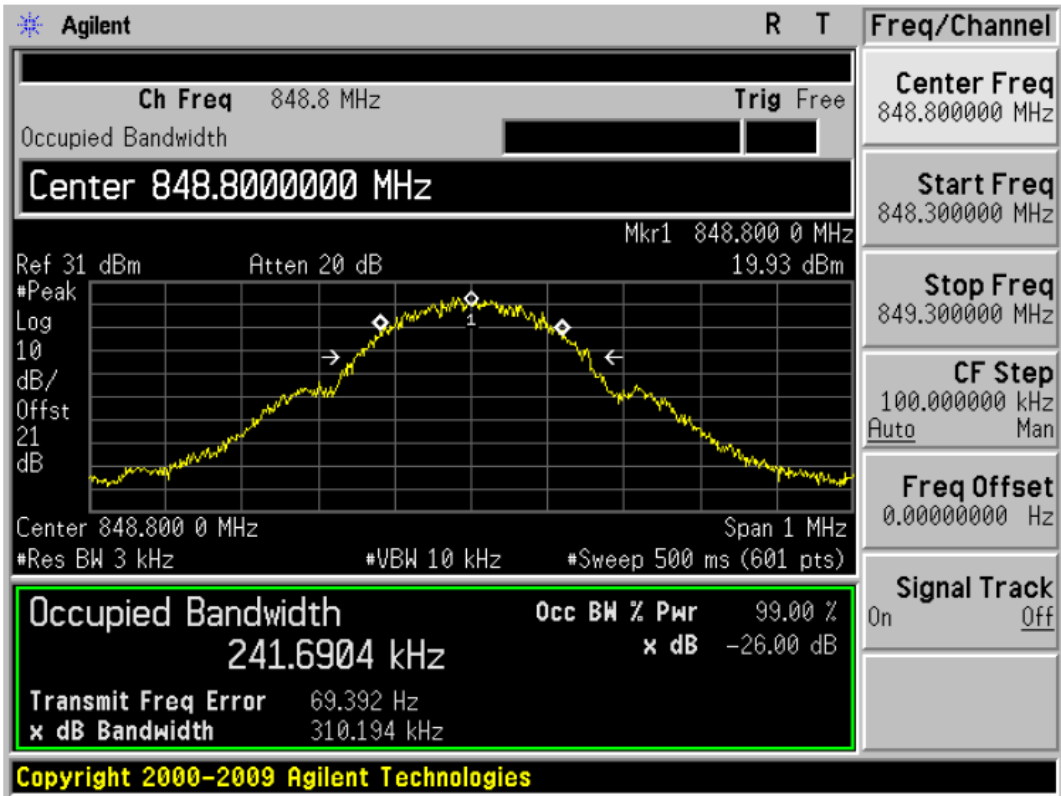 Agilent R T
Freq/Channel
Ch Freq 848.8 MHz Trig Free
Occupied Bandwidth
Center 848.8000000 MHz
Mkr1 848.800 0 MHz
Ref 31 dBm Atten 20 dB 19.93 dBm
#Peak
Log
10
dB/
Offst
21
dB
1
Center 848.800 0 MHz Span 1 MHz
#Res BW 3 kHz #VBW 10 kHz #Sweep 500 ms (601 pts)
Occupied Bandwidth
241.6904 kHz
Occ BW % Pwr 99.00 %
x dB -26.00 dB
Transmit Freq Error 69.392 Hz
x dB Bandwidth 310.194 kHz
Center Freq
848.800000 MHz
Start Freq
848.300000 MHz
Stop Freq
849.300000 MHz
CF Step
100.000000 kHz
Auto Man
Freq Offset
0.00000000 Hz
Signal Track
On Off
Copyright 2000-2009 Agilent Technologies